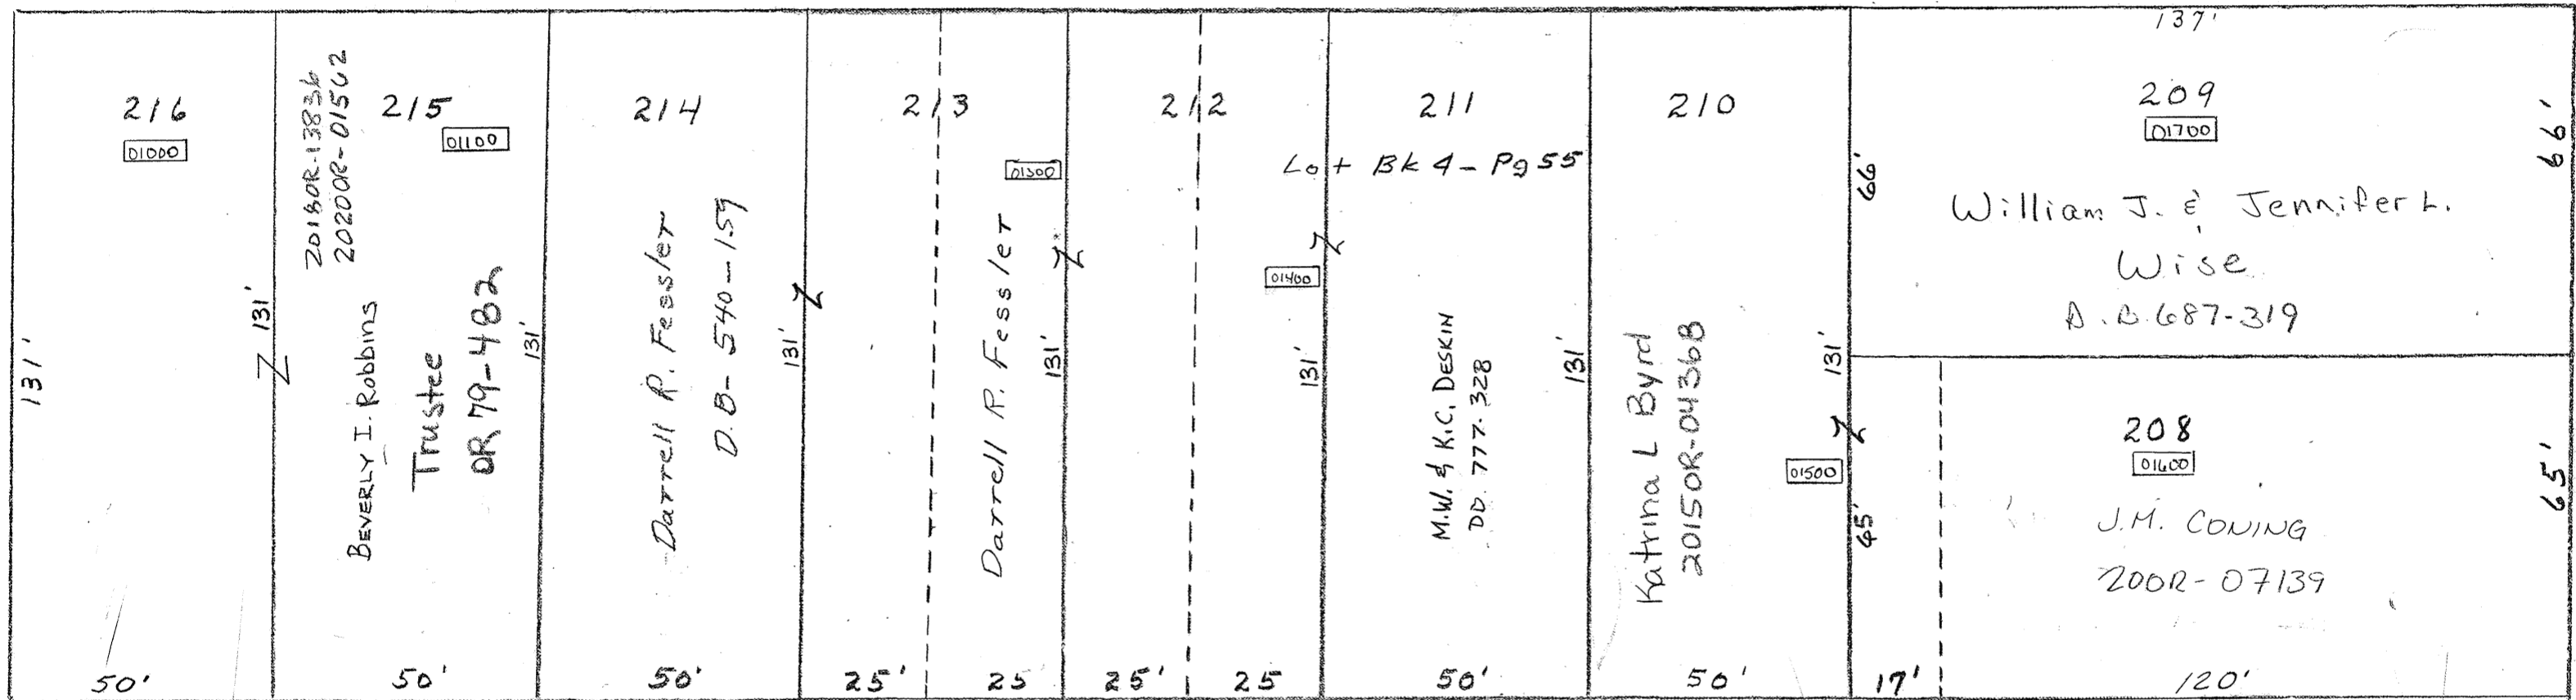 216
01000
131'
50'
131'
2018OR-13836
2020OR-01562
215
01100
BEVERLY I. Robbins
Trustee
OR 79-482
131'
50'
214
Darrell R. Fessler
D.B- 540-159
131'
50'
213
01300
Darrell R. Fessler
131'
25'
25
212
01400
131'
25'
25
211
Lot Bk 4 - Pg 55
M.W. & K.C. DESKIN
DD. 777-328
131'
50'
210
Katrina L Byrd
2015OR-04368
01500
131'
50'
137'
209
01700
66'
66'
William J. & Jennifer L.
Wise
D.B. 687-319
208
01600
65'
J.M. CONING
200R-07139
17'
120'